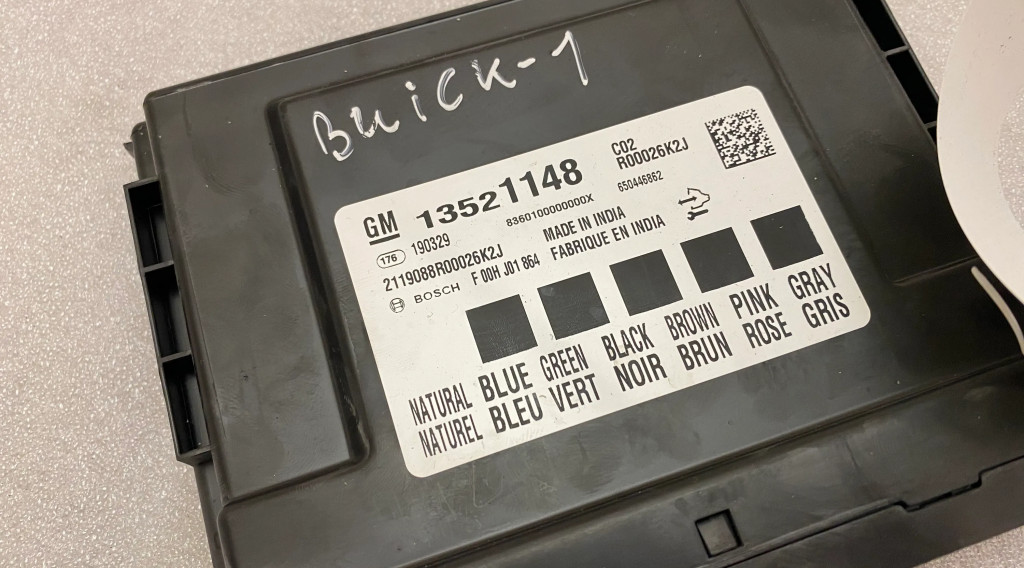 BUiCK-1
GM 13521148 C02
R00026K2J
176 190329 8360100000000X 650446862
2119088R00026K2J MADE IN INDIA
BOSCH F 00H J01 864 FABRIQUE EN INDIA
NATURAL BLUE GREEN BLACK BROWN PINK GRAY
NATUREL BLEU VERT NOIR BRUN ROSE GRIS